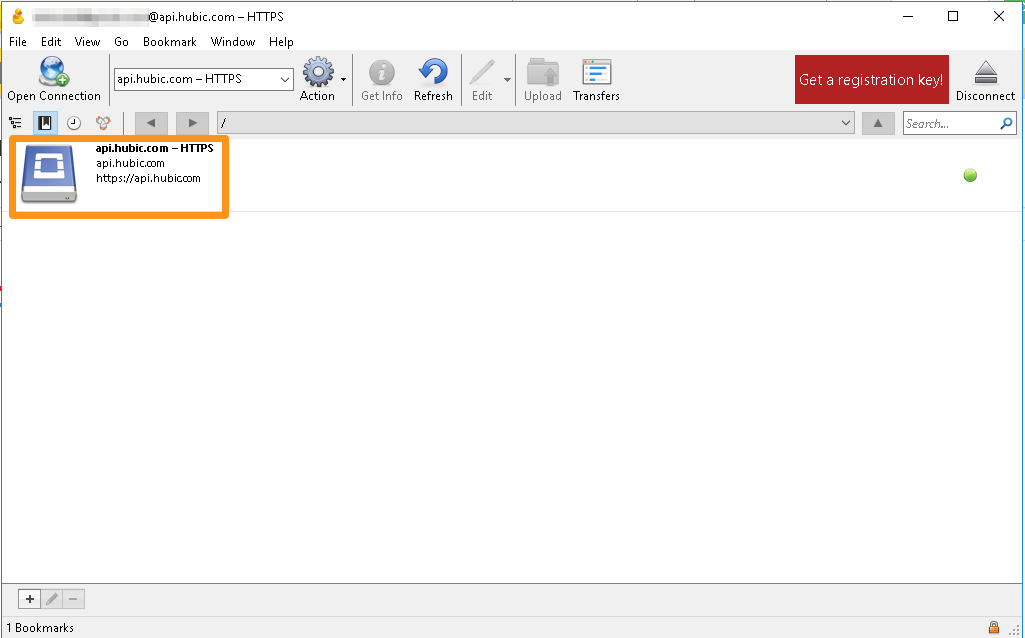 @api.hubic.com – HTTPS
File Edit View Go Bookmark Window Help
api.hubic.com – HTTPS
Open Connection Action Get Info Refresh Edit Upload Transfers Get a registration key! Disconnect
/ Search...
api.hubic.com – HTTPS
api.hubic.com
https://api.hubic.com
1 Bookmarks